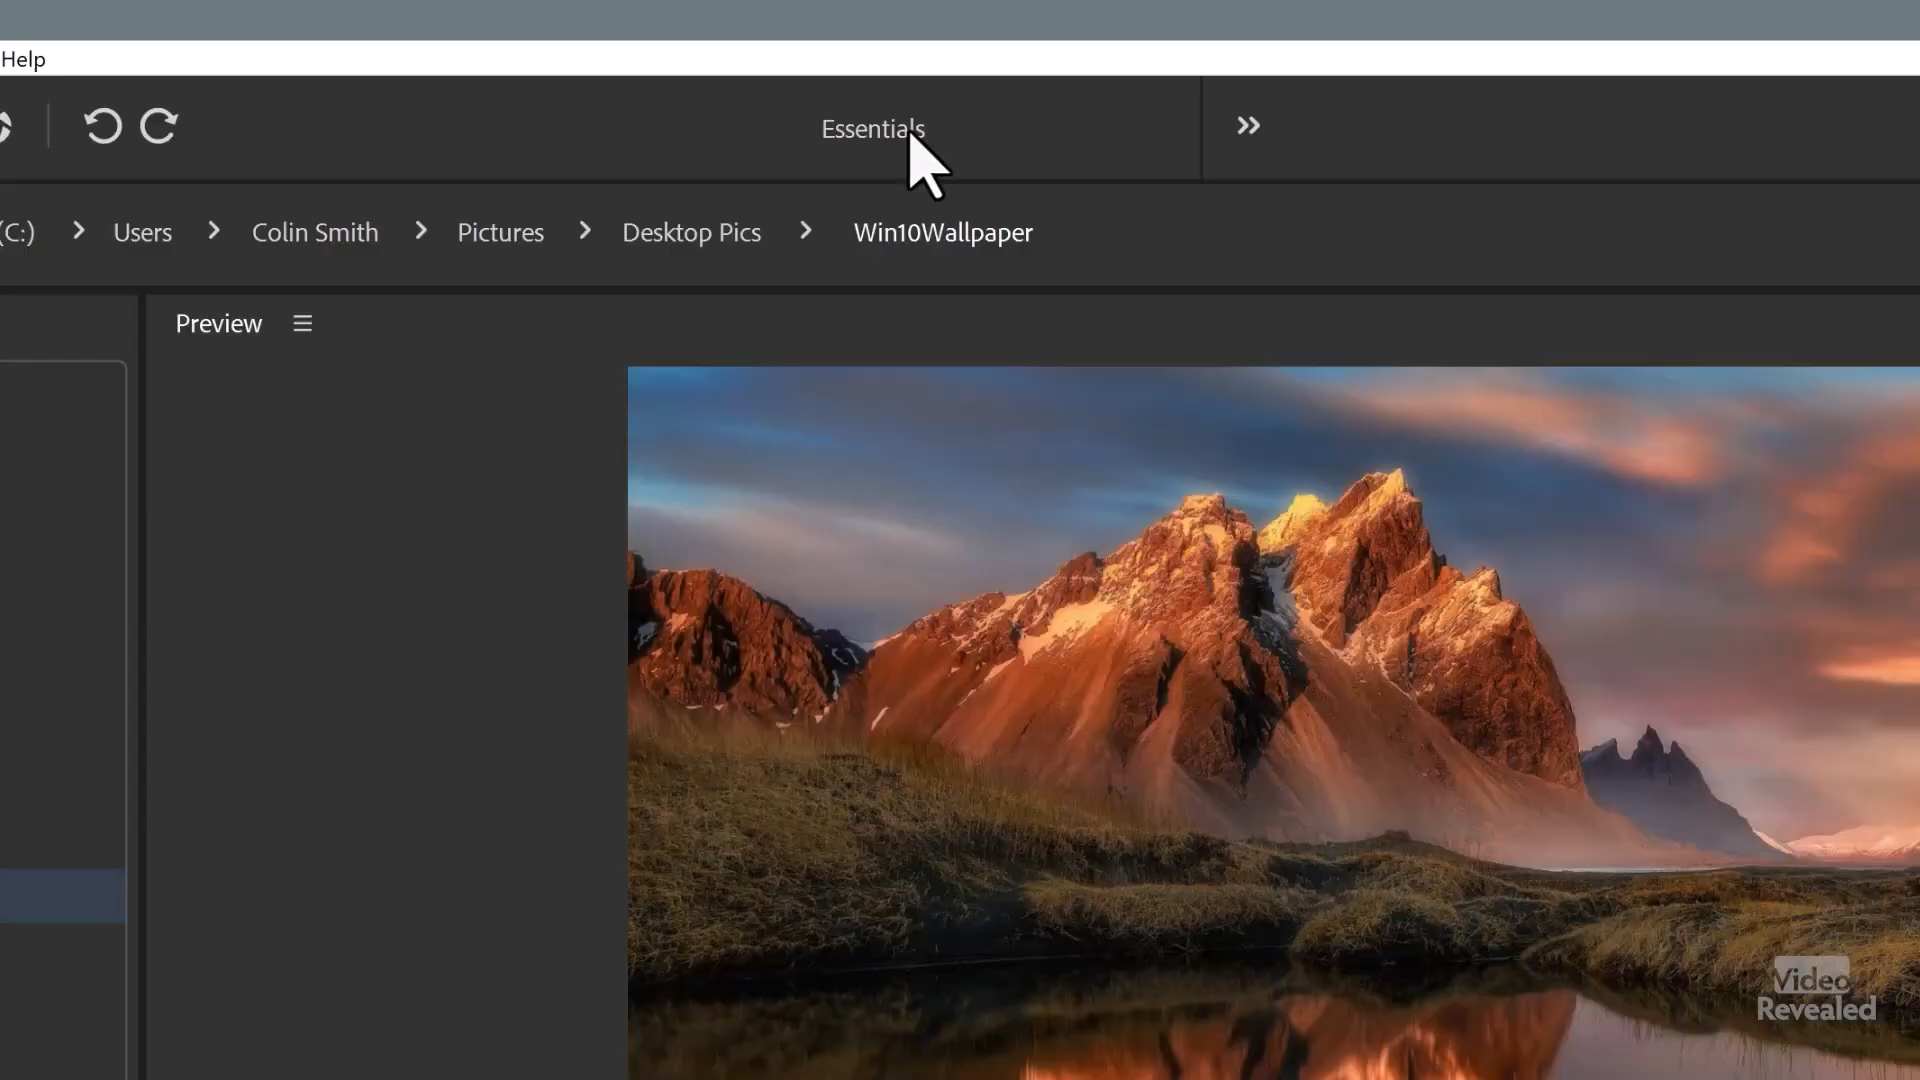 Help
Essentials
(C:) Users Colin Smith Pictures Desktop Pics Win10Wallpaper
Preview
Video
Revealed